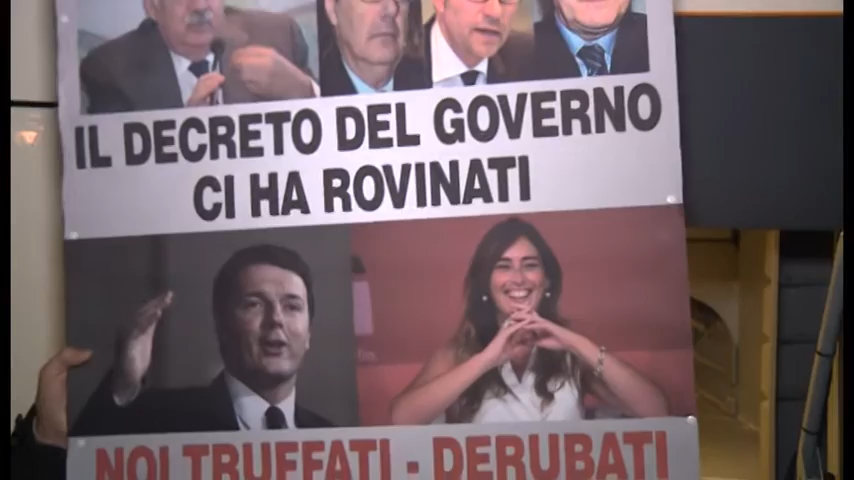 IL DECRETO DEL GOVERNO
CI HA ROVINATI
NOI TRUFFATI - DERUBATI